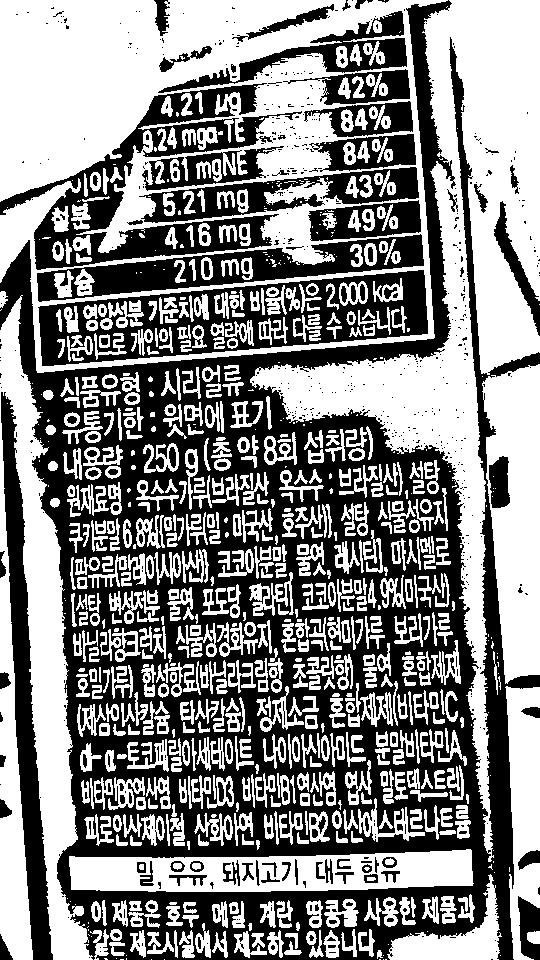 84%
4.21 μg 42%
9.24 mgα-TE 84%
이아신 12.61 mgNE 84%
철분 5.21 mg 43%
아연 4.16 mg 49%
칼슘 210 mg 30%
1일 영양성분 기준치에 대한 비율(%)은 2,000 kcal
기준이므로 개인의 필요 열량에 따라 다를 수 있습니다.
• 식품유형 : 시리얼류
• 유통기한 : 윗면에 표기
• 내용량 : 250 g (총 약 8회 섭취량)
• 원재료명 : 옥수수가루(브라질산, 옥수수 : 브라질산), 설탕,
쿠키분말 6.8%[{밀가루(밀 : 미국산, 호주산)}, 설탕, 식물성유지
{팜유류(말레이시아산)}, 코코아분말, 물엿, 레시틴], 마시멜로
[설탕, 변성전분, 물엿, 포도당, 젤라틴], 코코아분말4.9%(미국산),
바닐라향크런치, 식물성경화유지, 혼합곡(현미가루, 보리가루,
호밀가루), 합성향료(바닐라크림향, 초콜릿향), 물엿, 혼합제제
(제삼인산칼슘, 탄산칼슘), 정제소금, 혼합제제(비타민C,
dl-α-토코페릴아세테이트, 나이아신아미드, 분말비타민A,
비타민B6염산염, 비타민D3, 비타민B1염산염, 엽산, 말토덱스트린),
피로인산제이철, 산화아연, 비타민B2 인산에스테르나트륨
밀, 우유, 돼지고기, 대두 함유
• 이 제품은 호두, 메밀, 계란, 땅콩을 사용한 제품과
같은 제조시설에서 제조하고 있습니다.